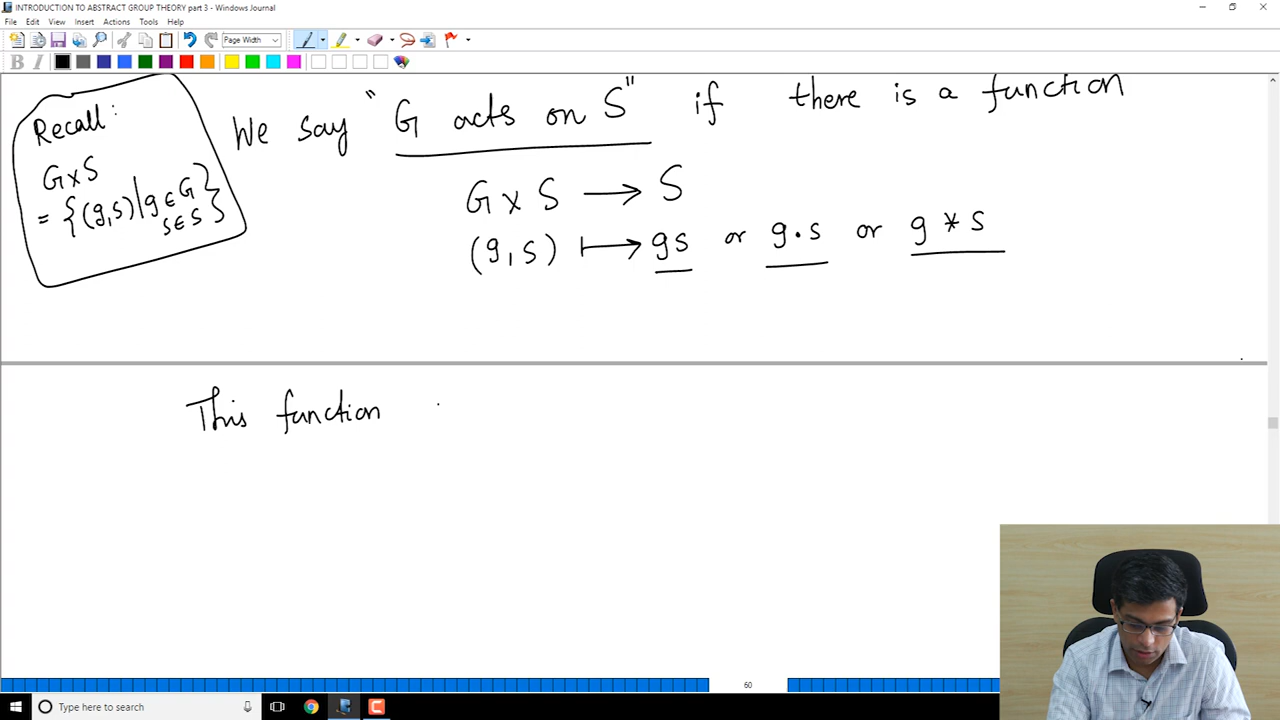 INTRODUCTION TO ABSTRACT GROUP THEORY part 3 - Windows Journal
File Edit View Insert Actions Tools Help
Page Width
B I
Recall:
G×S
= {(g,s) | g∈G
s∈S}
We say "G acts on S" if there is a function
G × S → S
(g, s) ↦ gs or g·s or g * s
This function
60
Type here to search